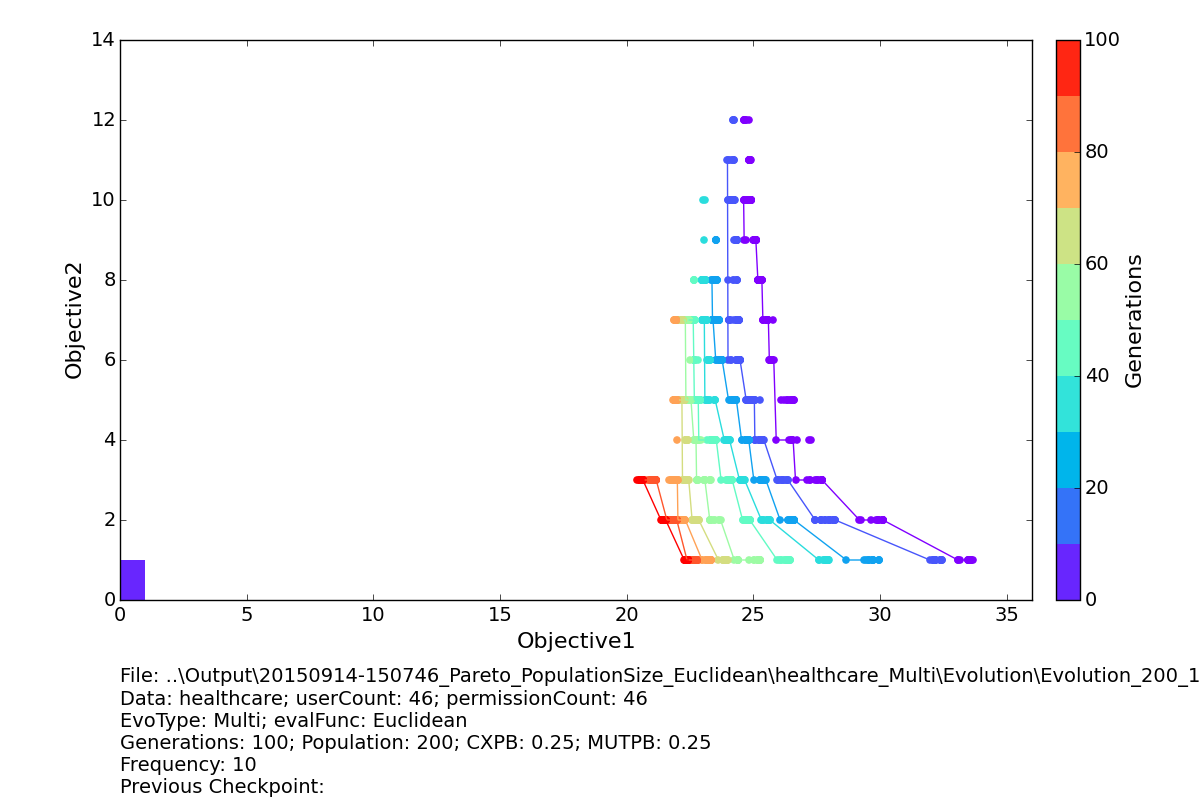 14
12
10
8
6
4
2
0
0 5 10 15 20 25 30 35
Objective1
Objective2
100
80
60
40
20
0
Generations
File: ..\Output\20150914-150746_Pareto_PopulationSize_Euclidean\healthcare_Multi\Evolution\Evolution_200_1
Data: healthcare; userCount: 46; permissionCount: 46
EvoType: Multi; evalFunc: Euclidean
Generations: 100; Population: 200; CXPB: 0.25; MUTPB: 0.25
Frequency: 10
Previous Checkpoint: